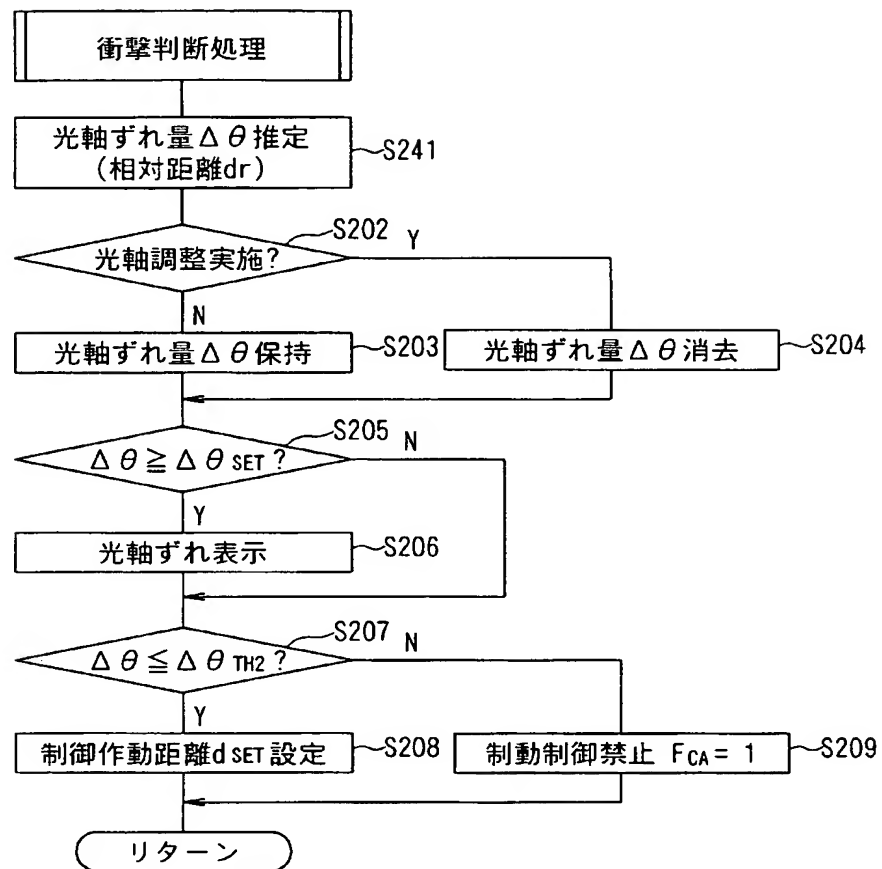 衝撃判断処理
光軸ずれ量Δθ推定
(相対距離dr)
S241
光軸調整実施?
S202
Y
N
光軸ずれ量Δθ保持
S203
光軸ずれ量Δθ消去
S204
Δθ≧ΔθSET?
S205
N
Y
光軸ずれ表示
S206
Δθ≦ΔθTH2?
S207
N
Y
制御作動距離dSET設定
S208
制動制御禁止 FCA= 1
S209
リターン